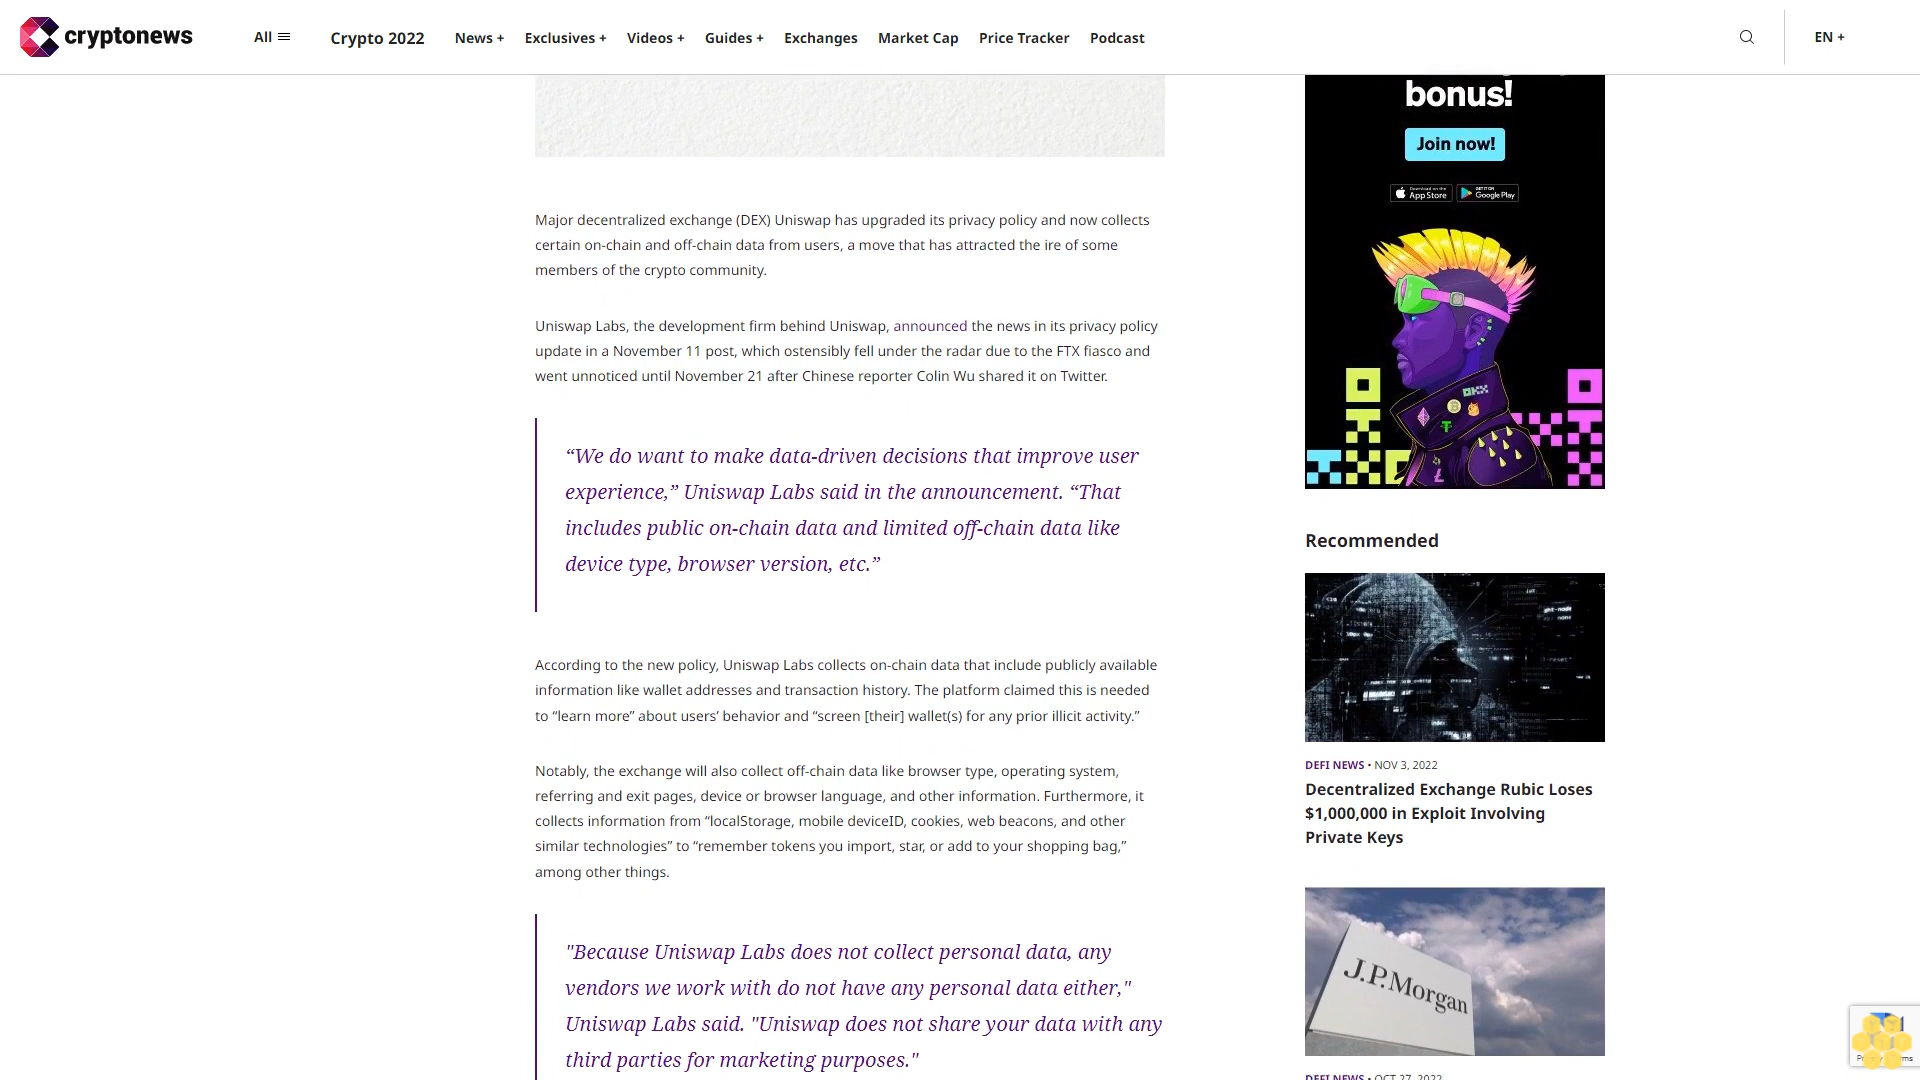 cryptonews
All
Crypto 2022
News +
Exclusives +
Videos +
Guides +
Exchanges
Market Cap
Price Tracker
Podcast
EN +
Major decentralized exchange (DEX) Uniswap has upgraded its privacy policy and now collects
certain on-chain and off-chain data from users, a move that has attracted the ire of some
members of the crypto community.
Uniswap Labs, the development firm behind Uniswap, announced the news in its privacy policy
update in a November 11 post, which ostensibly fell under the radar due to the FTX fiasco and
went unnoticed until November 21 after Chinese reporter Colin Wu shared it on Twitter.
“We do want to make data-driven decisions that improve user
experience,” Uniswap Labs said in the announcement. “That
includes public on-chain data and limited off-chain data like
device type, browser version, etc.”
According to the new policy, Uniswap Labs collects on-chain data that include publicly available
information like wallet addresses and transaction history. The platform claimed this is needed
to “learn more” about users’ behavior and “screen [their] wallet(s) for any prior illicit activity.”
Notably, the exchange will also collect off-chain data like browser type, operating system,
referring and exit pages, device or browser language, and other information. Furthermore, it
collects information from “localStorage, mobile deviceID, cookies, web beacons, and other
similar technologies” to “remember tokens you import, star, or add to your shopping bag,”
among other things.
"Because Uniswap Labs does not collect personal data, any
vendors we work with do not have any personal data either,"
Uniswap Labs said. "Uniswap does not share your data with any
third parties for marketing purposes."
bonus!
Join now!
Download on the
App Store
GET IT ON
Google Play
OKX
Recommended
DEFI NEWS • NOV 3, 2022
Decentralized Exchange Rubic Loses
$1,000,000 in Exploit Involving
Private Keys
J.P.Morgan
DEFI NEWS • OCT 27, 2022